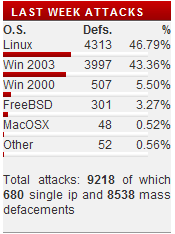 LAST WEEK ATTACKS
O.S. Defs. %
Linux 4313 46.79%
Win 2003 3997 43.36%
Win 2000 507 5.50%
FreeBSD 301 3.27%
MacOSX 48 0.52%
Other 52 0.56%
Total attacks: 9218 of which
680 single ip and 8538 mass
defacements